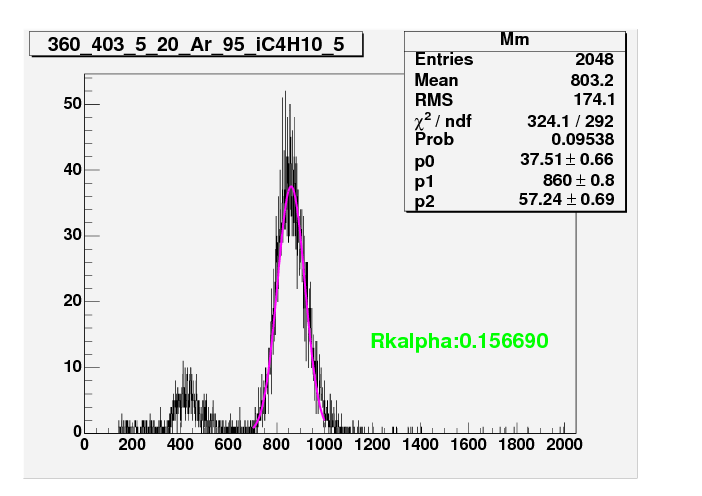 360_403_5_20_Ar_95_iC4H10_5
Mm
Entries 2048
Mean 803.2
RMS 174.1
χ² / ndf 324.1 / 292
Prob 0.09538
p0 37.51 ± 0.66
p1 860 ± 0.8
p2 57.24 ± 0.69
50
40
30
20
10
0
Rkalpha:0.156690
0 200 400 600 800 1000 1200 1400 1600 1800 2000